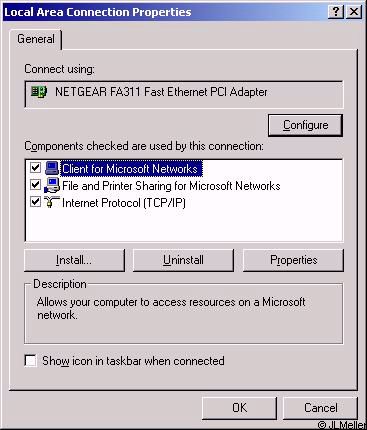 Local Area Connection Properties
General
Connect using:
NETGEAR FA311 Fast Ethernet PCI Adapter
Configure
Components checked are used by this connection:
Client for Microsoft Networks
File and Printer Sharing for Microsoft Networks
Internet Protocol (TCP/IP)
Install... Uninstall Properties
Description
Allows your computer to access resources on a Microsoft
network.
Show icon in taskbar when connected
OK Cancel
© JLMeller